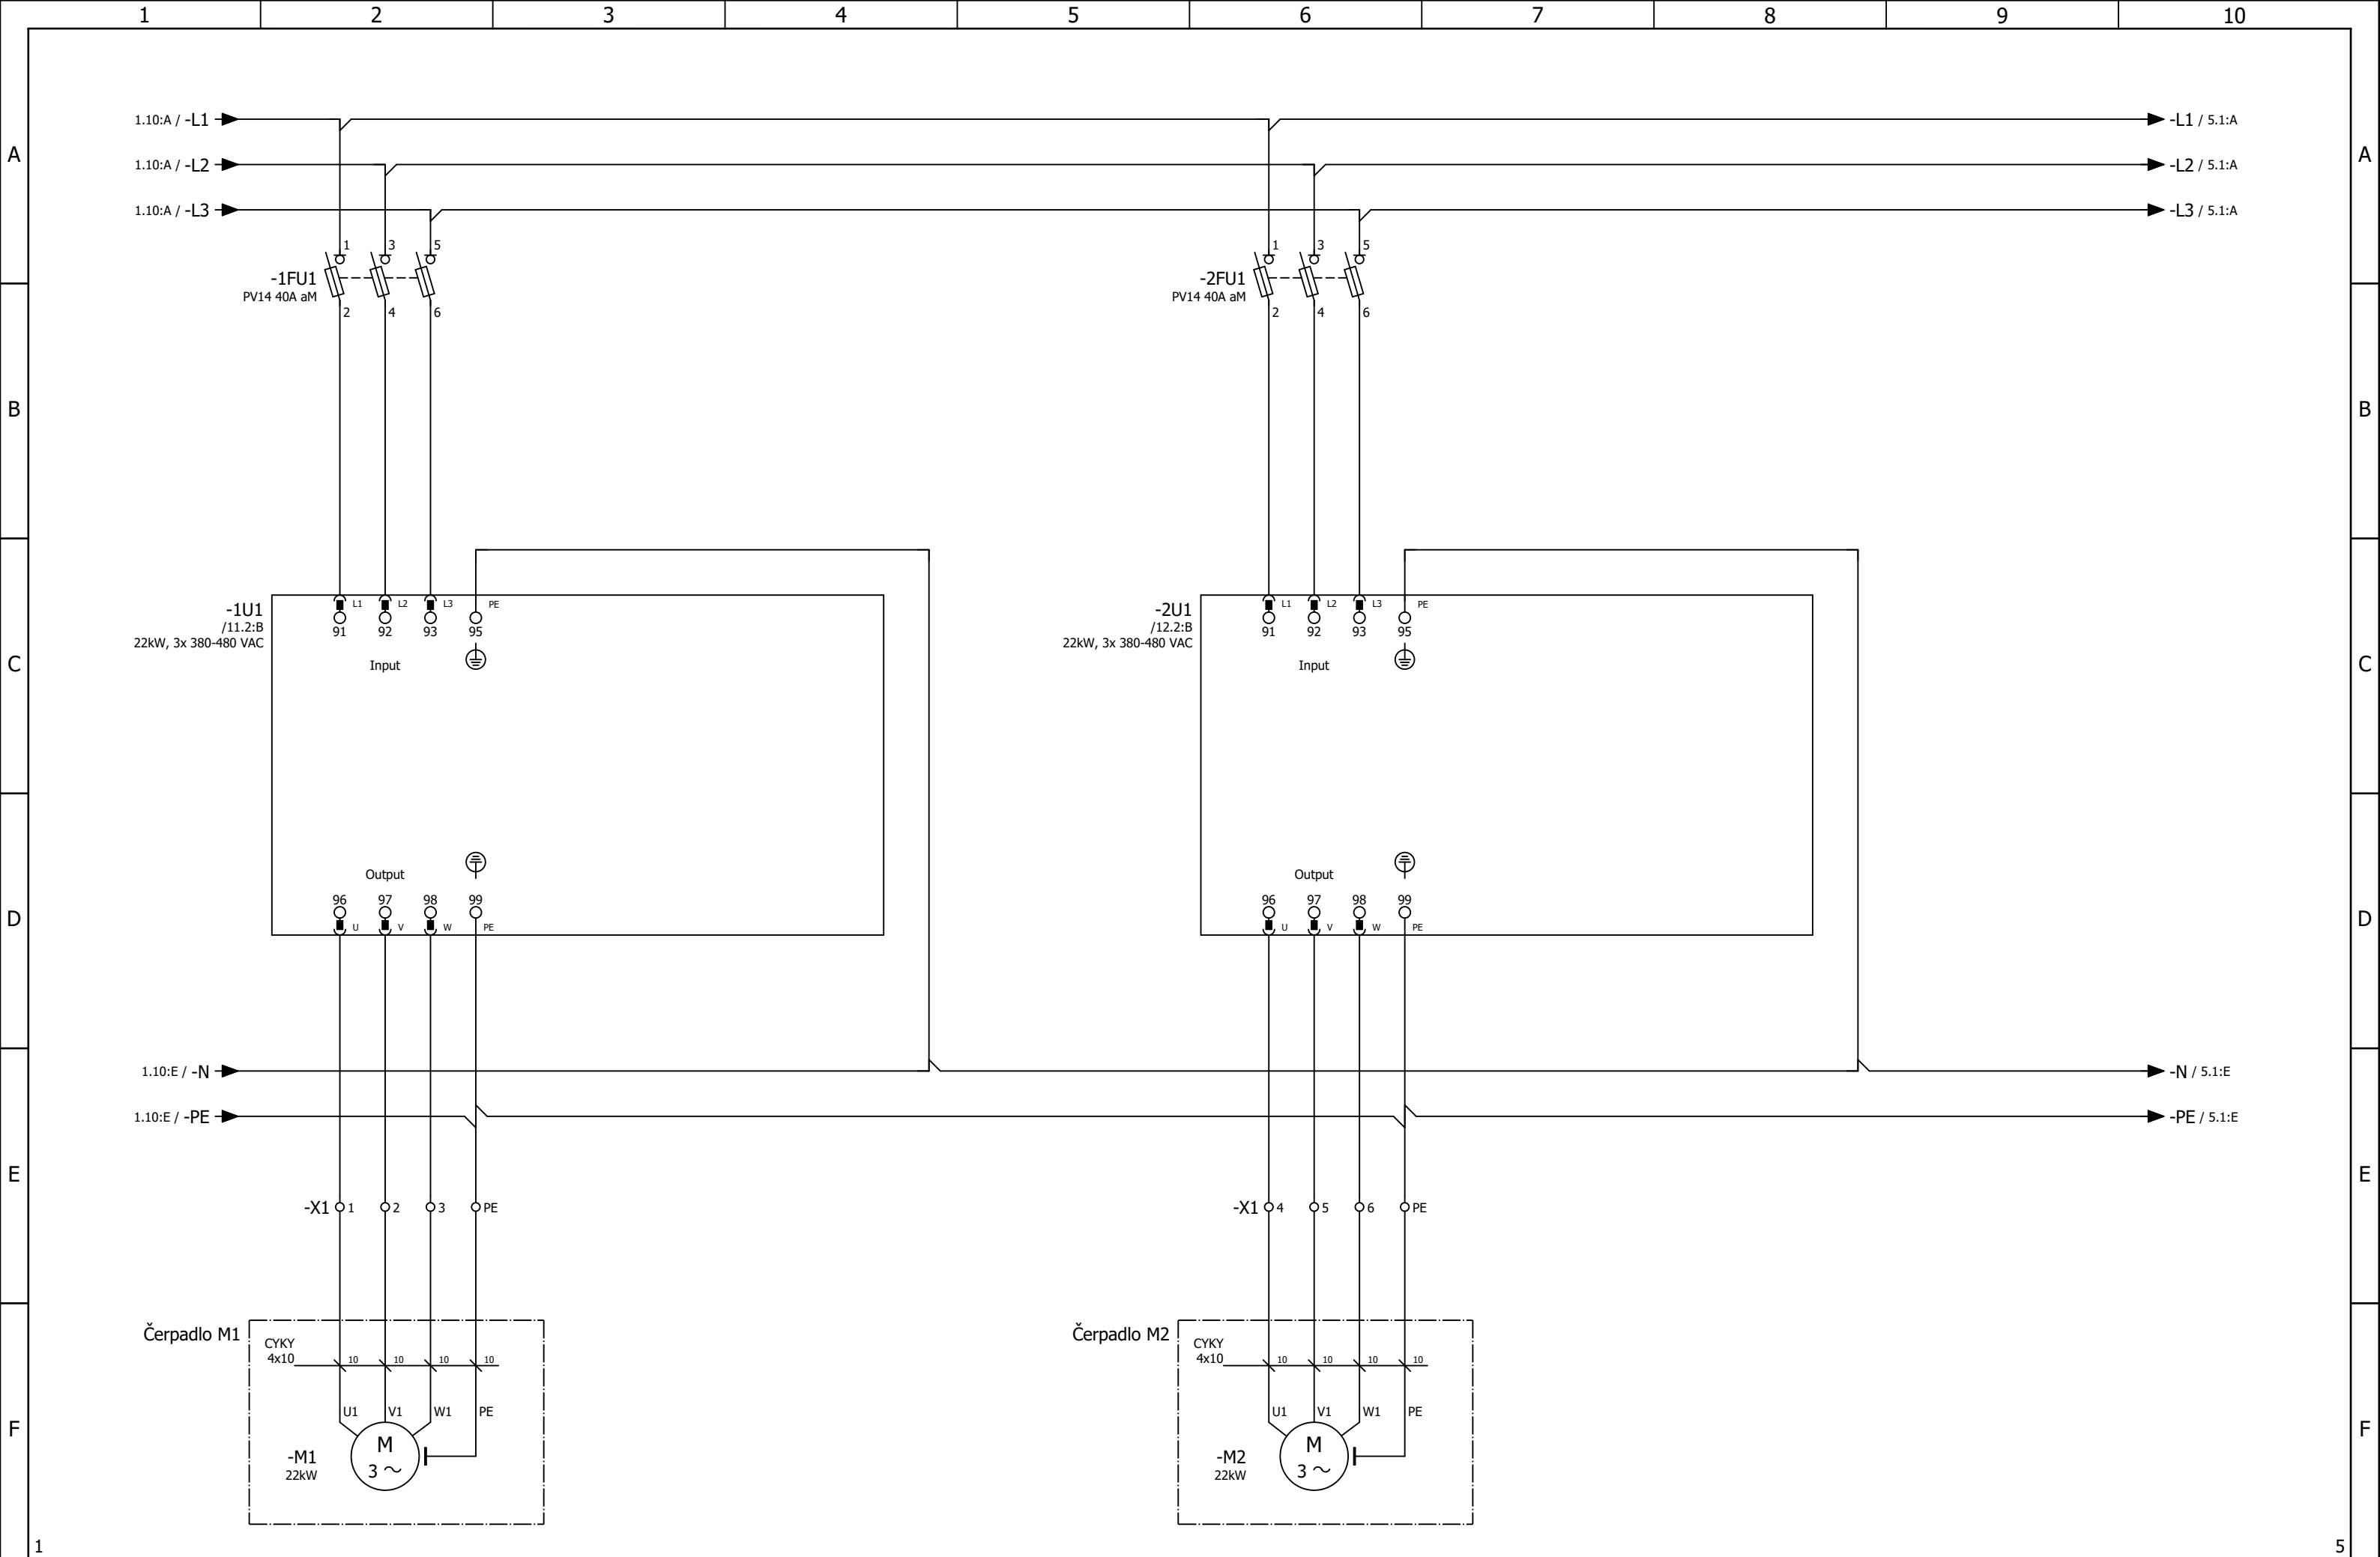 1 2 3 4 5 6 7 8 9 10
1.10:A / -L1 -L1 / 5.1:A
A A
1.10:A / -L2 -L2 / 5.1:A
1.10:A / -L3 -L3 / 5.1:A
1 3 5 1 3 5
-1FU1 -2FU1
PV14 40A aM PV14 40A aM
2 4 6 2 4 6
B B
-1U1 L1 L2 L3 PE -2U1 L1 L2 L3 PE
/11.2:B 91 92 93 95 /12.2:B 91 92 93 95
22kW, 3x 380-480 VAC 22kW, 3x 380-480 VAC
C Input Input C
Output Output
96 97 98 99 96 97 98 99
D D
U V W PE U V W PE
1.10:E / -N -N / 5.1:E
1.10:E / -PE -PE / 5.1:E
E E
-X1 1 2 3 PE -X1 4 5 6 PE
Čerpadlo M1 Čerpadlo M2
CYKY CYKY
4x10 10 10 10 10 4x10 10 10 10 10
U1 V1 W1 PE U1 V1 W1 PE
F F
M M
-M1 -M2
3 3
22kW 22kW
1 5